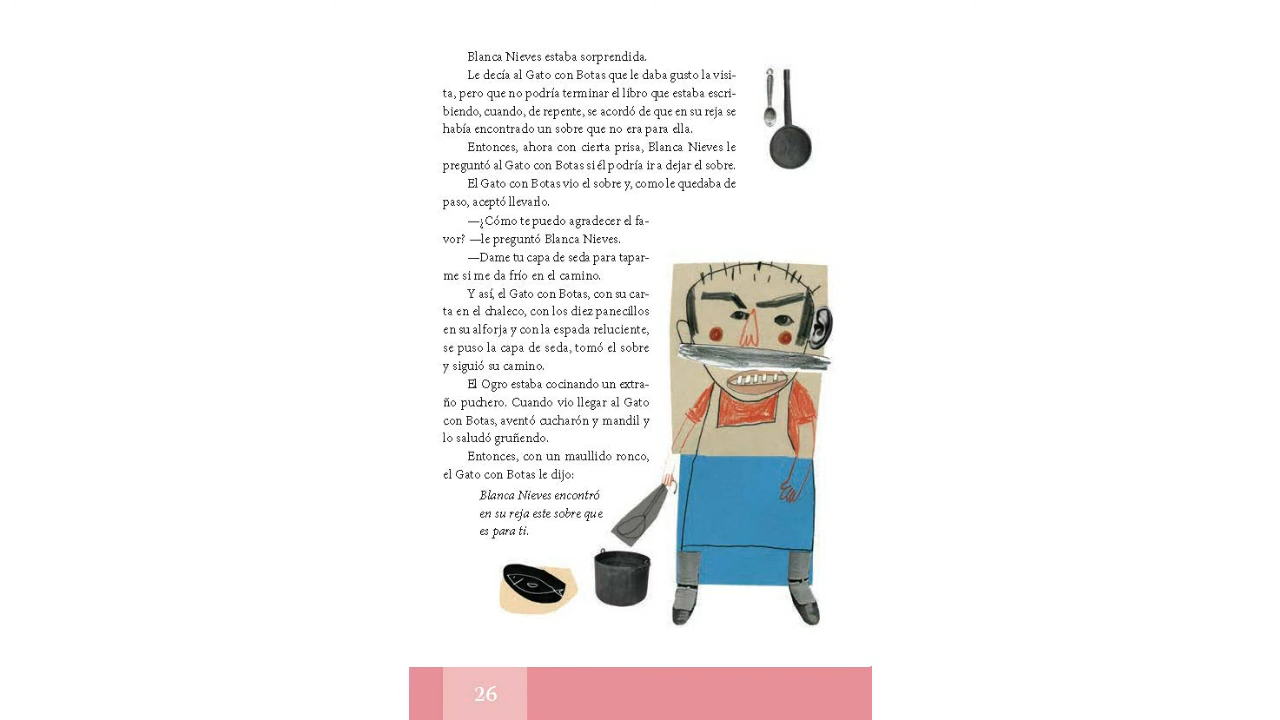 Blanca Nieves estaba sorprendida.
Le decía al Gato con Botas que le daba gusto la visi-
ta, pero que no podría terminar el libro que estaba escri-
biendo, cuando, de repente, se acordó de que en su reja se
había encontrado un sobre que no era para ella.
Entonces, ahora con cierta prisa, Blanca Nieves le
preguntó al Gato con Botas si él podría ir a dejar el sobre.
El Gato con Botas vio el sobre y, como le quedaba de
paso, aceptó llevarlo.
—¿Cómo te puedo agradecer el fa-
vor? —le preguntó Blanca Nieves.
—Dame tu capa de seda para tapar-
me si me da frío en el camino.
Y así, el Gato con Botas, con su car-
ta en el chaleco, con los diez panecillos
en su alforja y con la espada reluciente,
se puso la capa de seda, tomó el sobre
y siguió su camino.
El Ogro estaba cocinando un extra-
ño puchero. Cuando vio llegar al Gato
con Botas, aventó cucharón y mandil y
lo saludó gruñendo.
Entonces, con un maullido ronco,
el Gato con Botas le dijo:
Blanca Nieves encontró
en su reja este sobre que
es para ti.
26